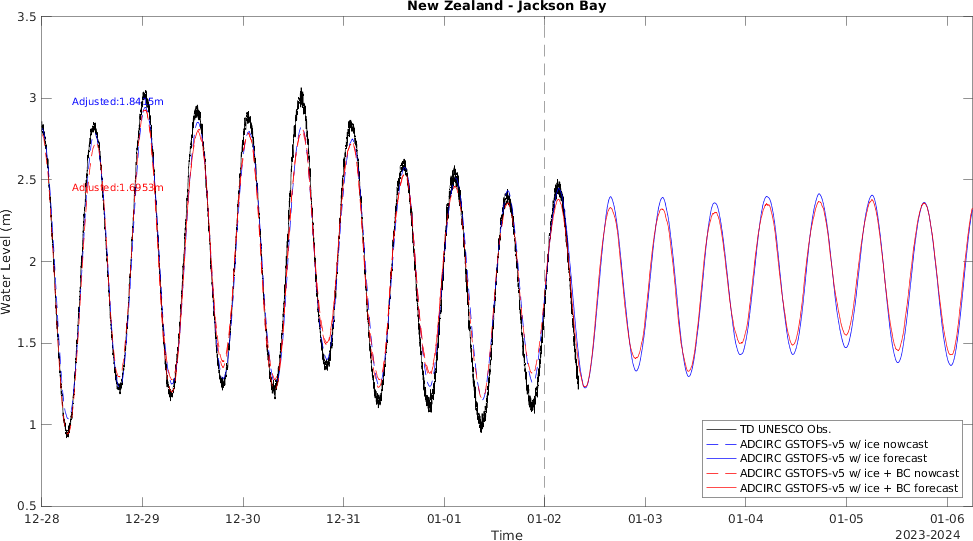 New Zealand - Jackson Bay
3.5
3
2.5
2
1.5
1
0.5
Water Level (m)
Adjusted:1.6953m
TD UNESCO Obs.
ADCIRC GSTOFS-v5 w/ ice nowcast
ADCIRC GSTOFS-v5 w/ ice forecast
ADCIRC GSTOFS-v5 w/ ice + BC nowcast
ADCIRC GSTOFS-v5 w/ ice + BC forecast
12-28 12-29 12-30 12-31 01-01 01-02 01-03 01-04 01-05 01-06
Time
2023-2024